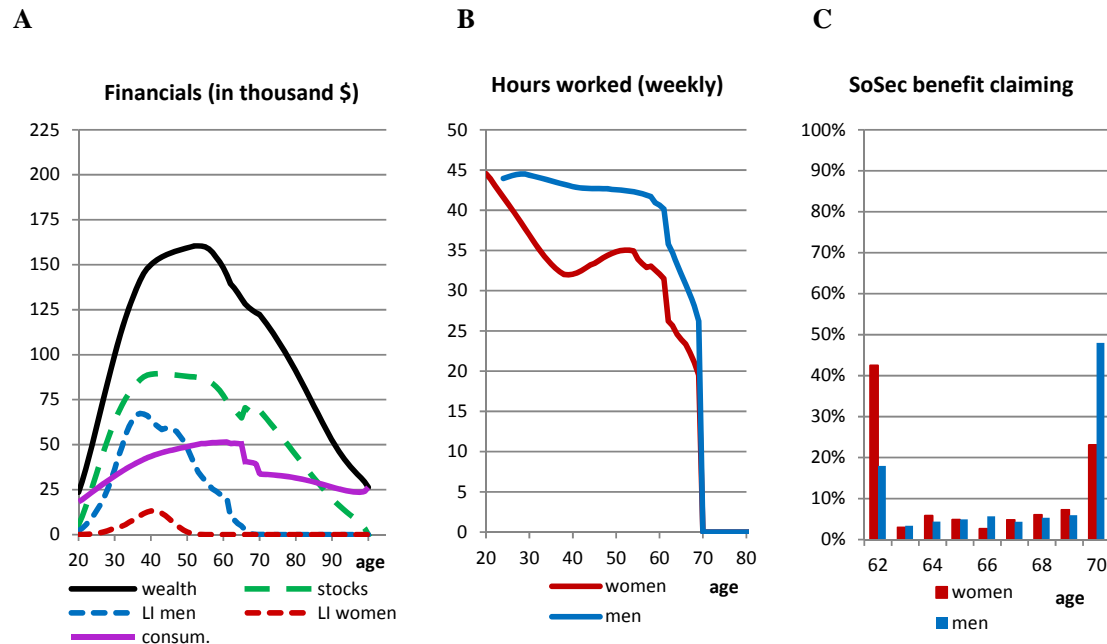 A
B
C
Financials (in thousand $)
225
200
175
150
125
100
75
50
25
0
20 30 40 50 60 70 80 90
age
wealth
stocks
LI men
LI women
consum.
Hours worked (weekly)
50
45
40
35
30
25
20
15
10
5
0
20 30 40 50 60 70 80
age
women
men
SoSec benefit claiming
100%
90%
80%
70%
60%
50%
40%
30%
20%
10%
0%
62 64 66 68 70
women
age
men